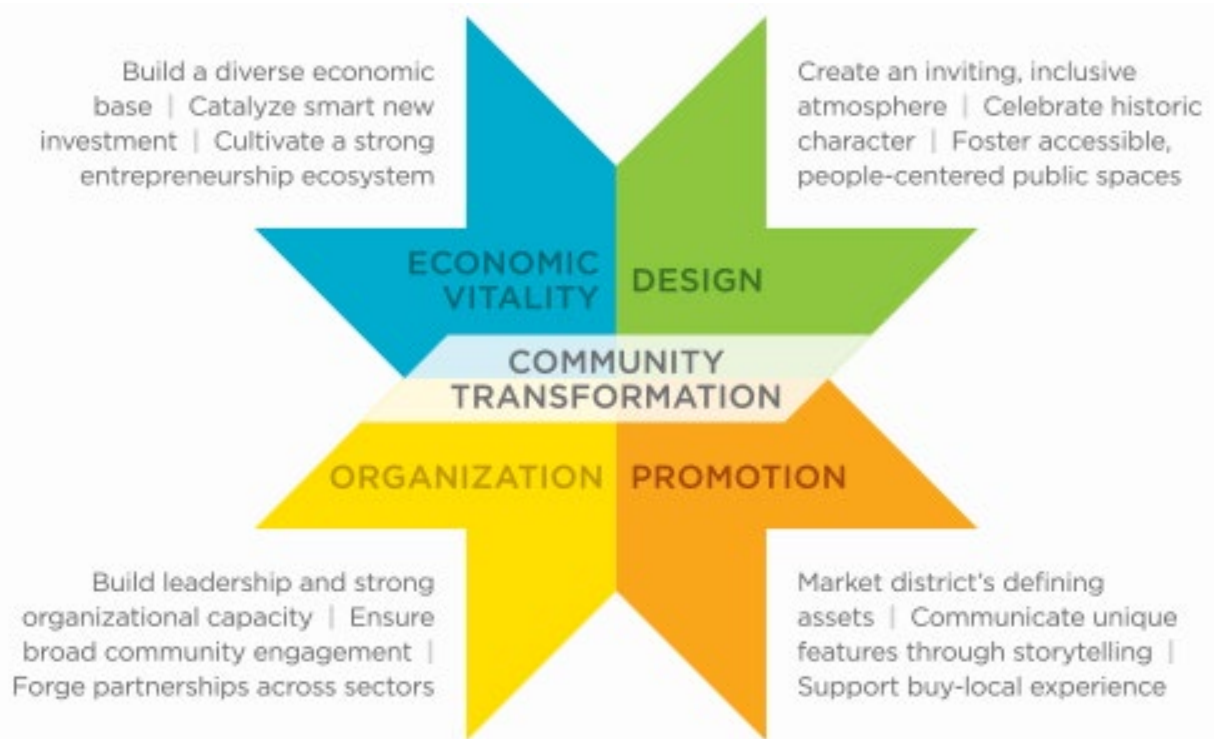 Build a diverse economic
base | Catalyze smart new
investment | Cultivate a strong
entrepreneurship ecosystem
Create an inviting, inclusive
atmosphere | Celebrate historic
character | Foster accessible,
people-centered public spaces
ECONOMIC
VITALITY
DESIGN
COMMUNITY
TRANSFORMATION
ORGANIZATION
PROMOTION
Build leadership and strong
organizational capacity | Ensure
broad community engagement |
Forge partnerships across sectors
Market district's defining
assets | Communicate unique
features through storytelling |
Support buy-local experience